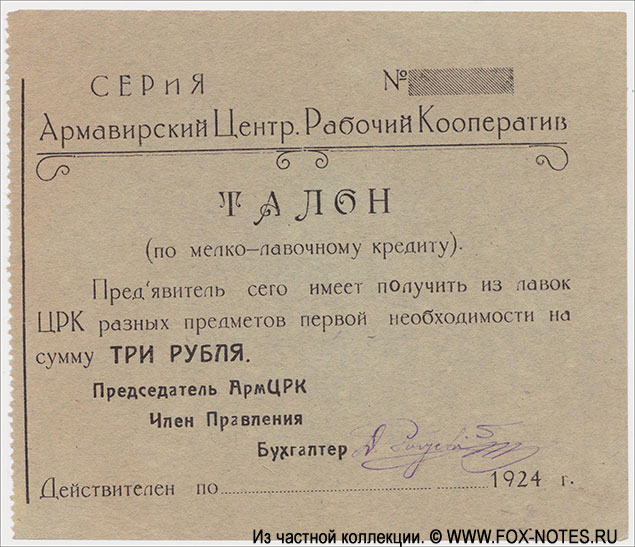 СЕРИЯ №
Армавирский Центр. Рабочий Кооператив
ТАЛОН
(по мелко-лавочному кредиту).
Пред'явитель сего имеет получить из лавок
ЦРК разных предметов первой необходимости на
сумму ТРИ РУБЛЯ.
Председатель АрмЦРК
Член Правления
Бухгалтер
Действителен по 1924 г.
Из частной коллекции. © WWW.FOX-NOTES.RU